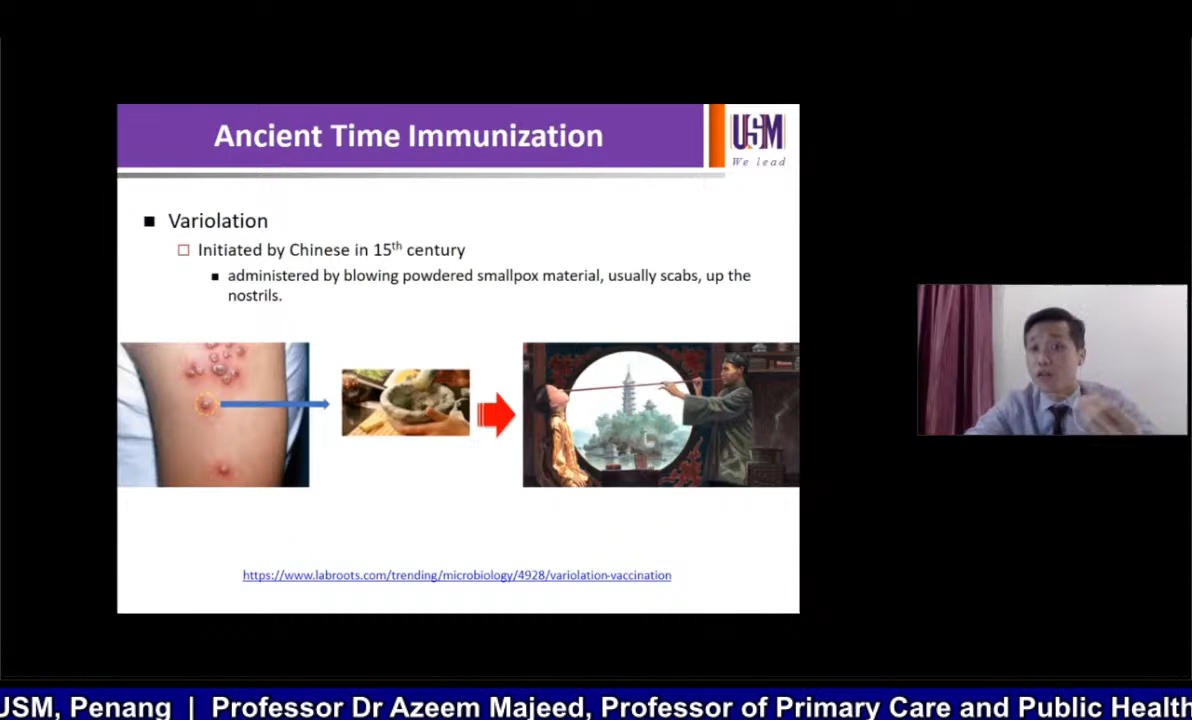 Ancient Time Immunization
USM
We lead
Variolation
Initiated by Chinese in 15th century
administered by blowing powdered smallpox material, usually scabs, up the
nostrils.
https://www.labroots.com/trending/microbiology/4928/variolation-vaccination
USM, Penang | Professor Dr Azeem Majeed, Professor of Primary Care and Public Health